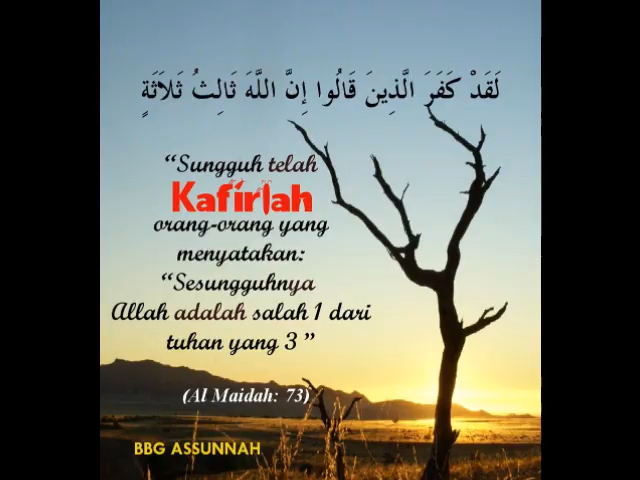 لَقَدْ كَفَرَ الَّذِينَ قَالُوا إِنَّ اللَّهَ ثَالِثُ ثَلَاثَةٍ
“Sungguh telah
Kafirlah
orang-orang yang
menyatakan:
“Sesungguhnya
Allah adalah salah 1 dari
tuhan yang 3 ”
(Al Maidah: 73)
BBG ASSUNNAH